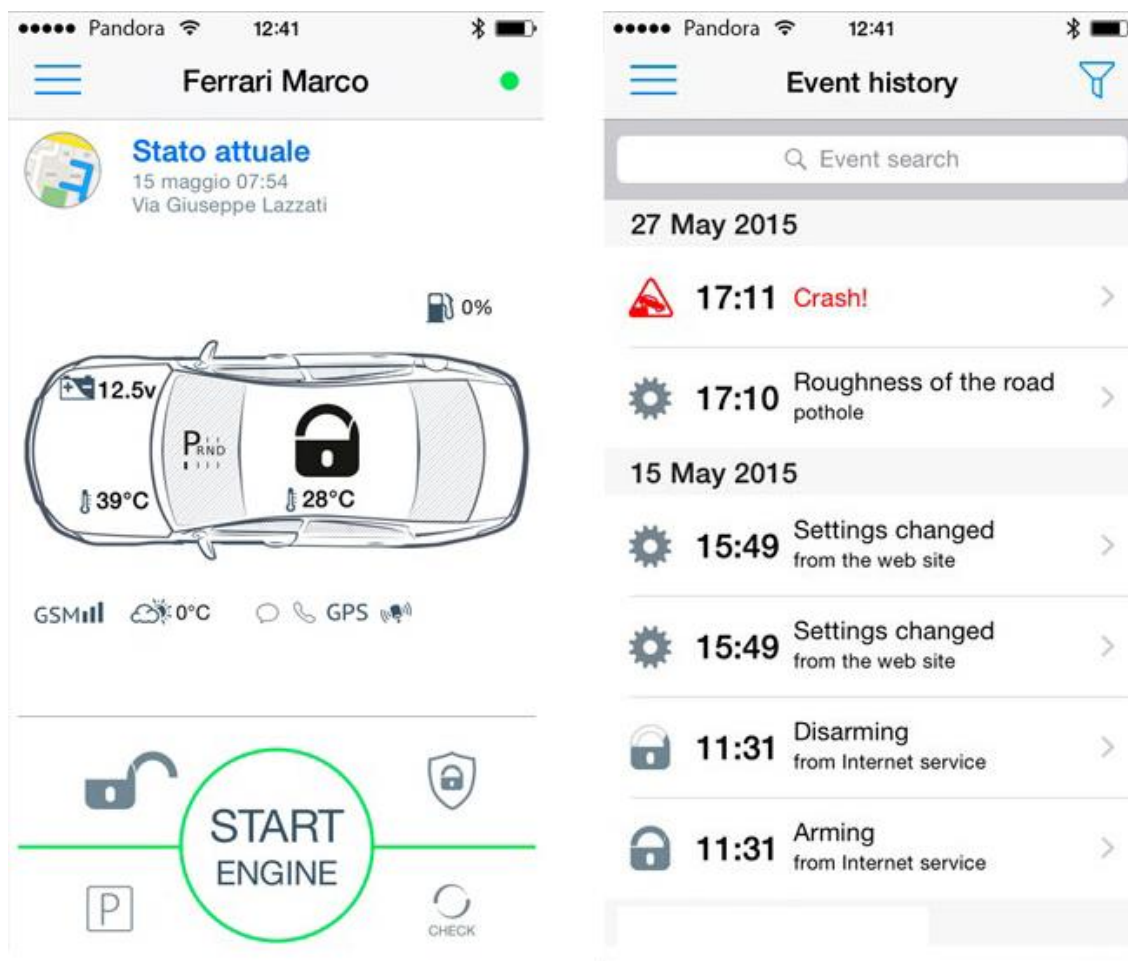 Pandora 12:41
Ferrari Marco
Stato attuale
15 maggio 07:54
Via Giuseppe Lazzati
0%
12.5v
PRND
39°C
28°C
GSM 0°C GPS
START
ENGINE
P
CHECK
Pandora 12:41
Event history
Event search
27 May 2015
17:11 Crash!
17:10 Roughness of the road
pothole
15 May 2015
15:49 Settings changed
from the web site
15:49 Settings changed
from the web site
11:31 Disarming
from Internet service
11:31 Arming
from Internet service